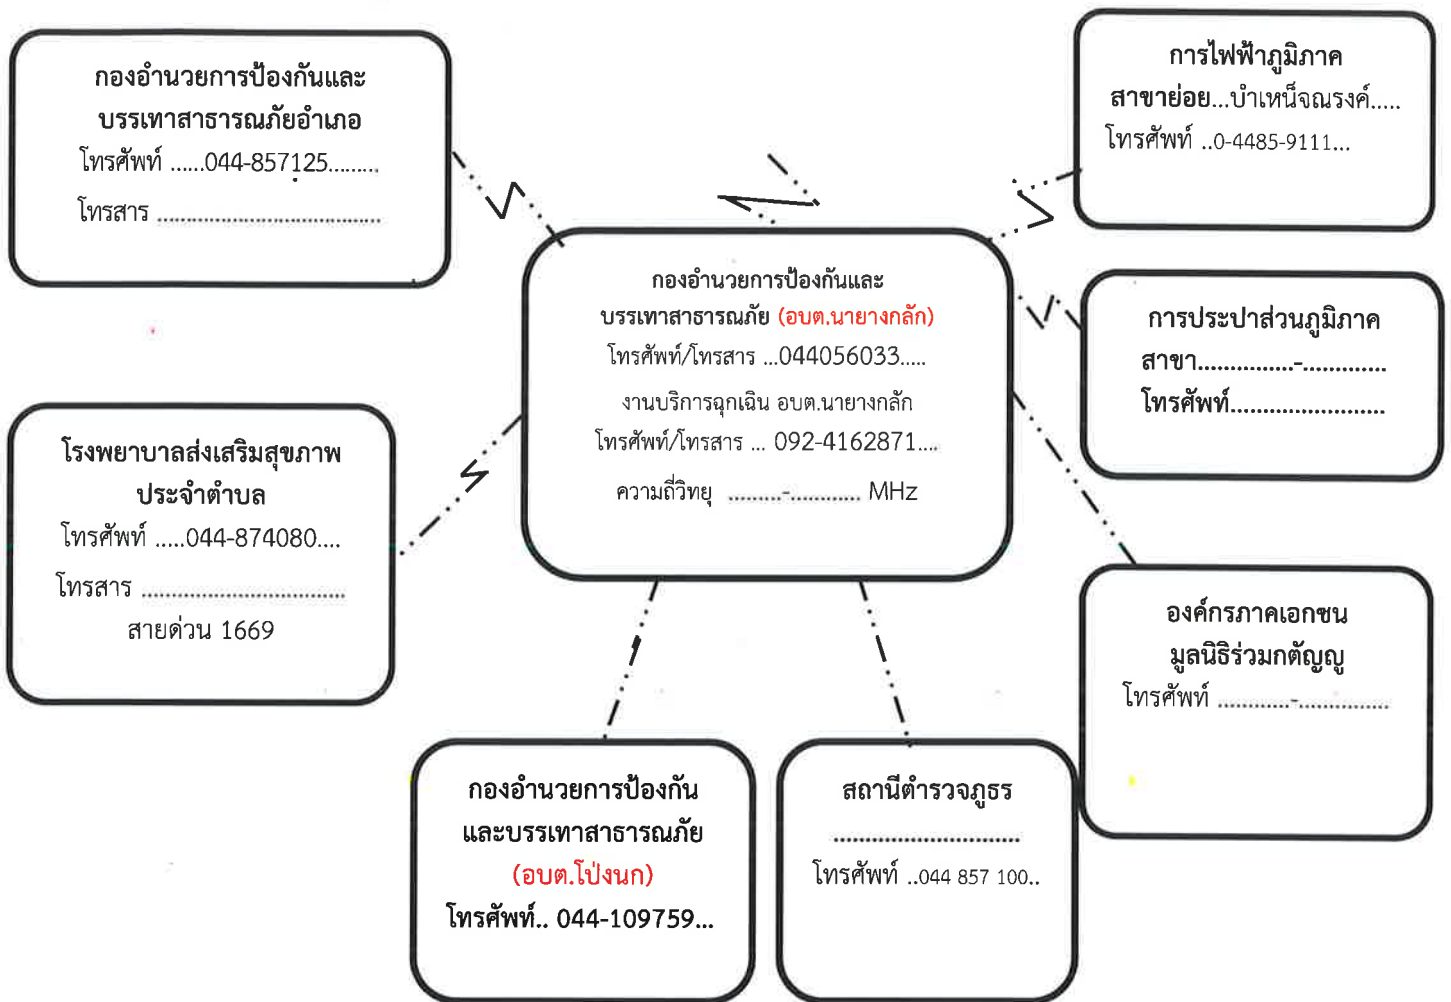 กองอำนวยการป้องกันและ
บรรเทาสาธารณภัยอำเภอ
โทรศัพท์ ......044-857125.........
โทรสาร ......................................
การไฟฟ้าภูมิภาค
สาขาย่อย...บำเหน็จณรงค์.....
โทรศัพท์ ..0-4485-9111...
กองอำนวยการป้องกันและ
บรรเทาสาธารณภัย (อบต.นายางกลัก)
โทรศัพท์/โทรสาร ...044056033.....
งานบริการฉุกเฉิน อบต.นายางกลัก
โทรศัพท์/โทรสาร ... 092-4162871....
ความถี่วิทยุ .........-............ MHz
การประปาส่วนภูมิภาค
สาขา...............-.............
โทรศัพท์........................
โรงพยาบาลส่งเสริมสุขภาพ
ประจำตำบล
โทรศัพท์ .....044-874080....
โทรสาร ..................................
สายด่วน 1669
องค์กรภาคเอกชน
มูลนิธิร่วมกตัญญู
โทรศัพท์ ............-...............
กองอำนวยการป้องกัน
และบรรเทาสาธารณภัย
(อบต.โป่งนก)
โทรศัพท์.. 044-109759...
สถานีตำรวจภูธร
................................
โทรศัพท์ ..044 857 100..